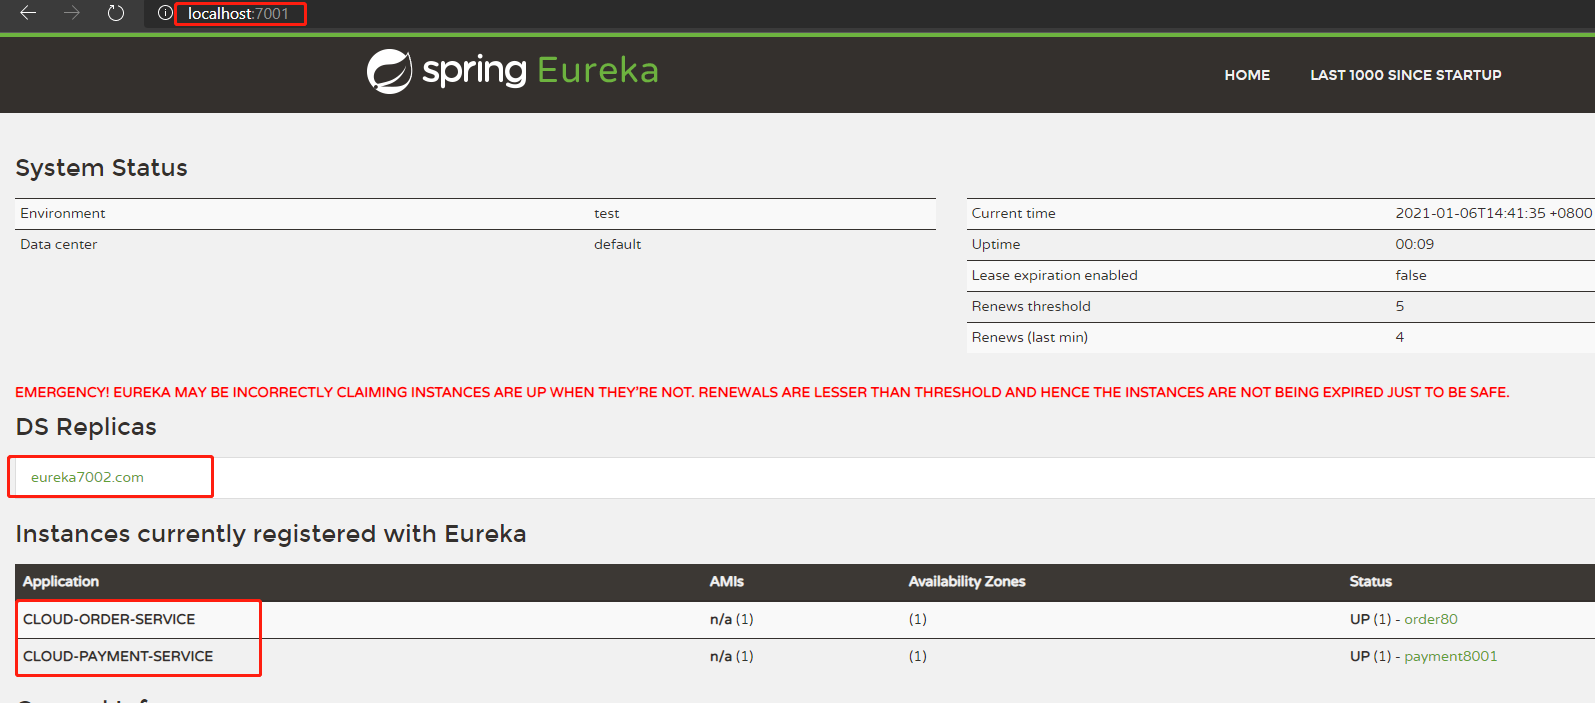 localhost:7001
spring Eureka
HOME LAST 1000 SINCE STARTUP
System Status
Environment test
Data center default
Current time 2021-01-06T14:41:35 +0800
Uptime 00:09
Lease expiration enabled false
Renews threshold 5
Renews (last min) 4
EMERGENCY! EUREKA MAY BE INCORRECTLY CLAIMING INSTANCES ARE UP WHEN THEY'RE NOT. RENEWALS ARE LESSER THAN THRESHOLD AND HENCE THE INSTANCES ARE NOT BEING EXPIRED JUST TO BE SAFE.
DS Replicas
eureka7002.com
Instances currently registered with Eureka
Application AMIs Availability Zones Status
CLOUD-ORDER-SERVICE n/a (1) (1) UP (1) - order80
CLOUD-PAYMENT-SERVICE n/a (1) (1) UP (1) - payment8001